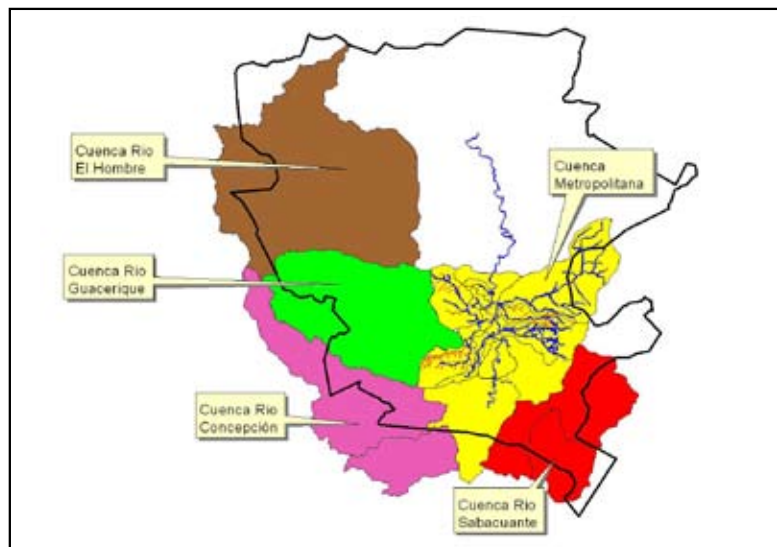 Cuenca Rio
El Hombre
Cuenca
Metropolitana
Cuenca Rio
Guacerique
Cuenca Rio
Concepción
Cuenca Rio
Sabacuante